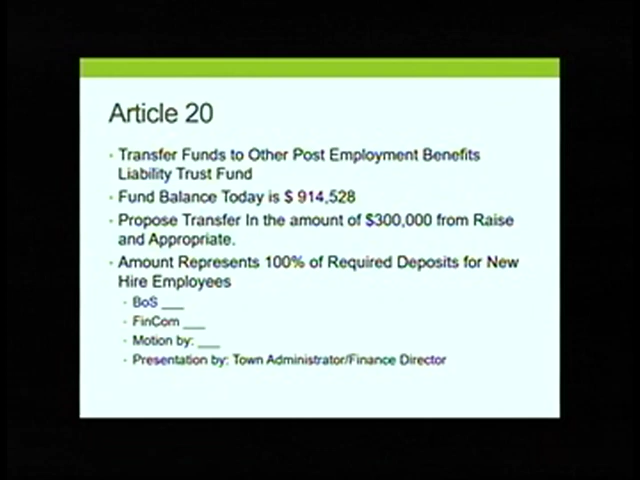 Article 20
Transfer Funds to Other Post Employment Benefits
Liability Trust Fund
Fund Balance Today is $ 914,528
Propose Transfer In the amount of $300,000 from Raise
and Appropriate.
Amount Represents 100% of Required Deposits for New
Hire Employees
BoS ___
FinCom ___
Motion by: ___
Presentation by: Town Administrator/Finance Director